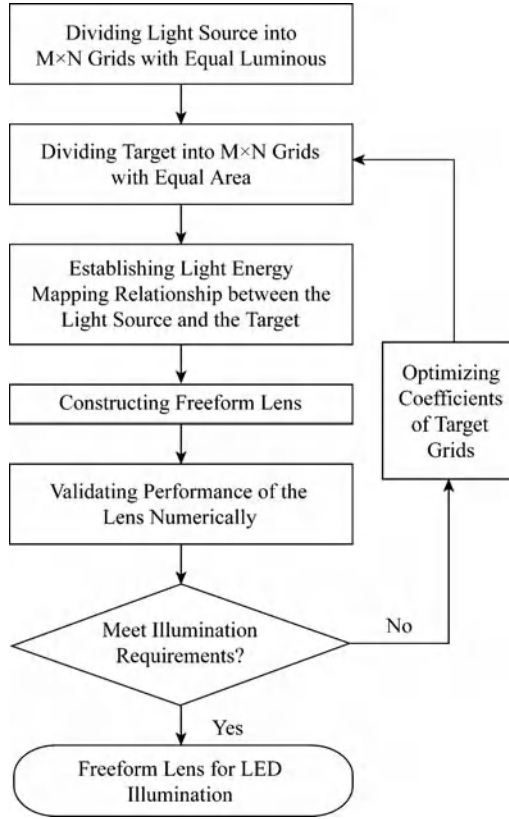 Dividing Light Source into
M×N Grids with Equal Luminous
Dividing Target into M×N Grids
with Equal Area
Establishing Light Energy
Mapping Relationship between the
Light Source and the Target
Optimizing
Coefficients
of Target
Grids
Constructing Freeform Lens
Validating Performance of the
Lens Numerically
Meet Illumination
Requirements?
No
Yes
Freeform Lens for LED
Illumination